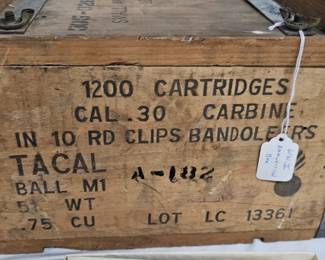 1200 CARTRIDGES
CAL .30 CARBINE
IN 10 RD CLIPS BANDOLEERS
TACAL A-182
BALL M1
WT
.75 CU LOT LC 13361